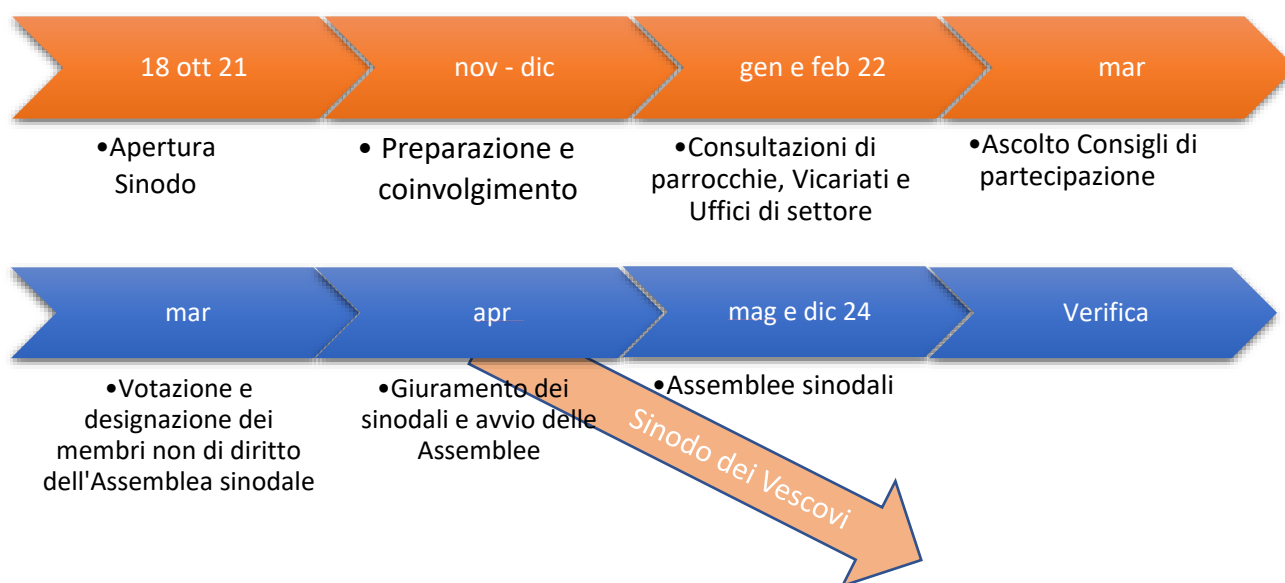 18 ott 21
nov - dic
gen e feb 22
mar
•Apertura
Sinodo
• Preparazione e
coinvolgimento
•Consultazioni di
parrocchie, Vicariati e
Uffici di settore
•Ascolto Consigli di
partecipazione
mar
apr
mag e dic 24
Verifica
•Votazione e
designazione dei
membri non di diritto
dell'Assemblea sinodale
•Giuramento dei
sinodali e avvio delle
Assemblee
•Assemblee sinodali
Sinodo dei Vescovi